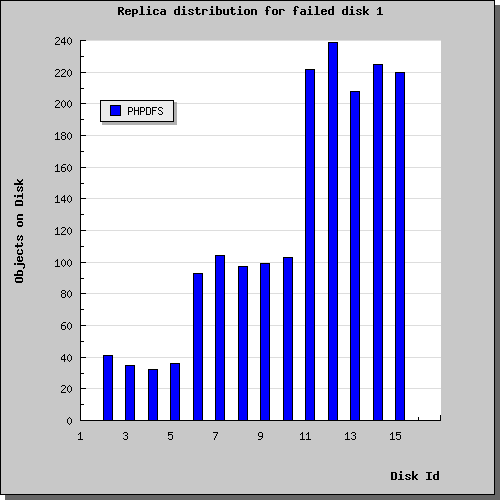 Replica distribution for failed disk 1
240
220
200
180
160
140
120
100
80
60
40
20
0
PHPDFS
Objects on Disk
1 3 5 7 9 11 13 15
Disk Id